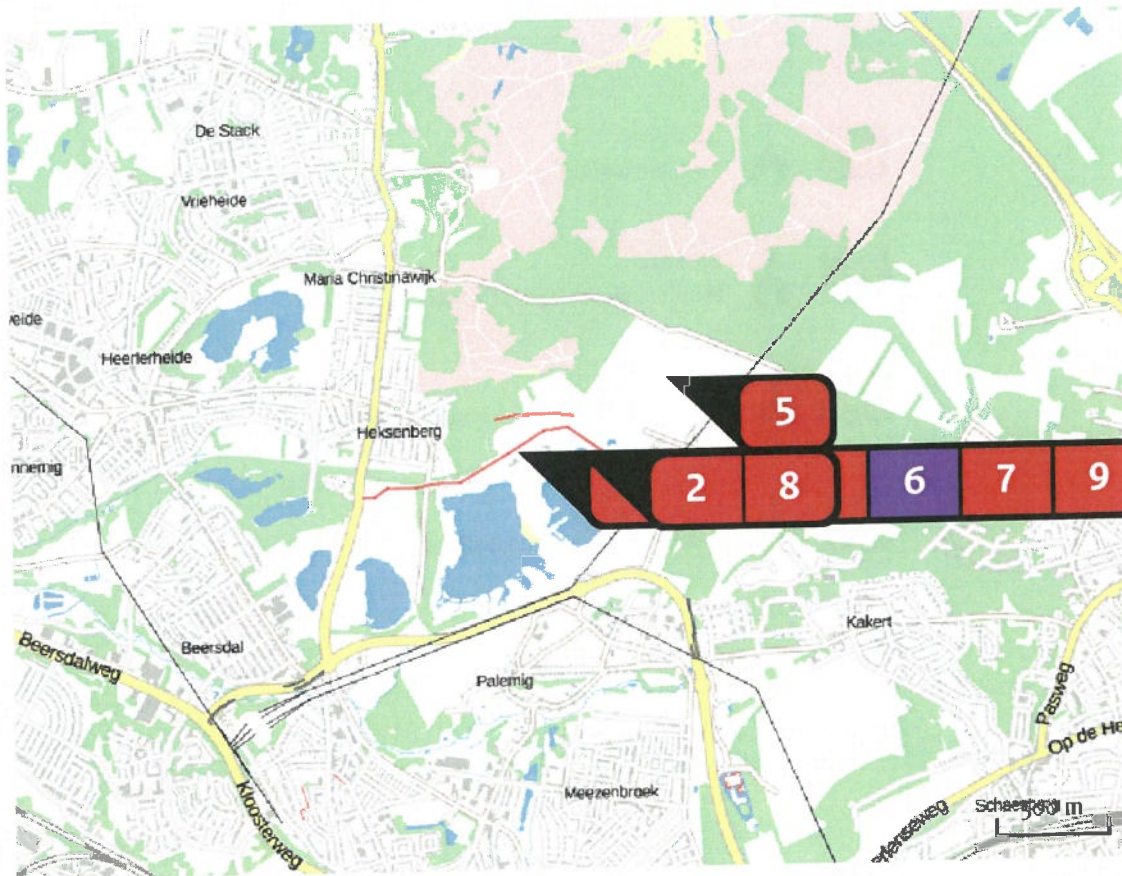 De Stack
Vrieheide
Maria Christinawijk
Heerlerheide
5
Heksenberg
2 8 6 7 9
Kakert
Beersdalweg
Beersdal
Palemig
Pasweg
Op de He
Meezenbroek
Kloosterweg
500 m